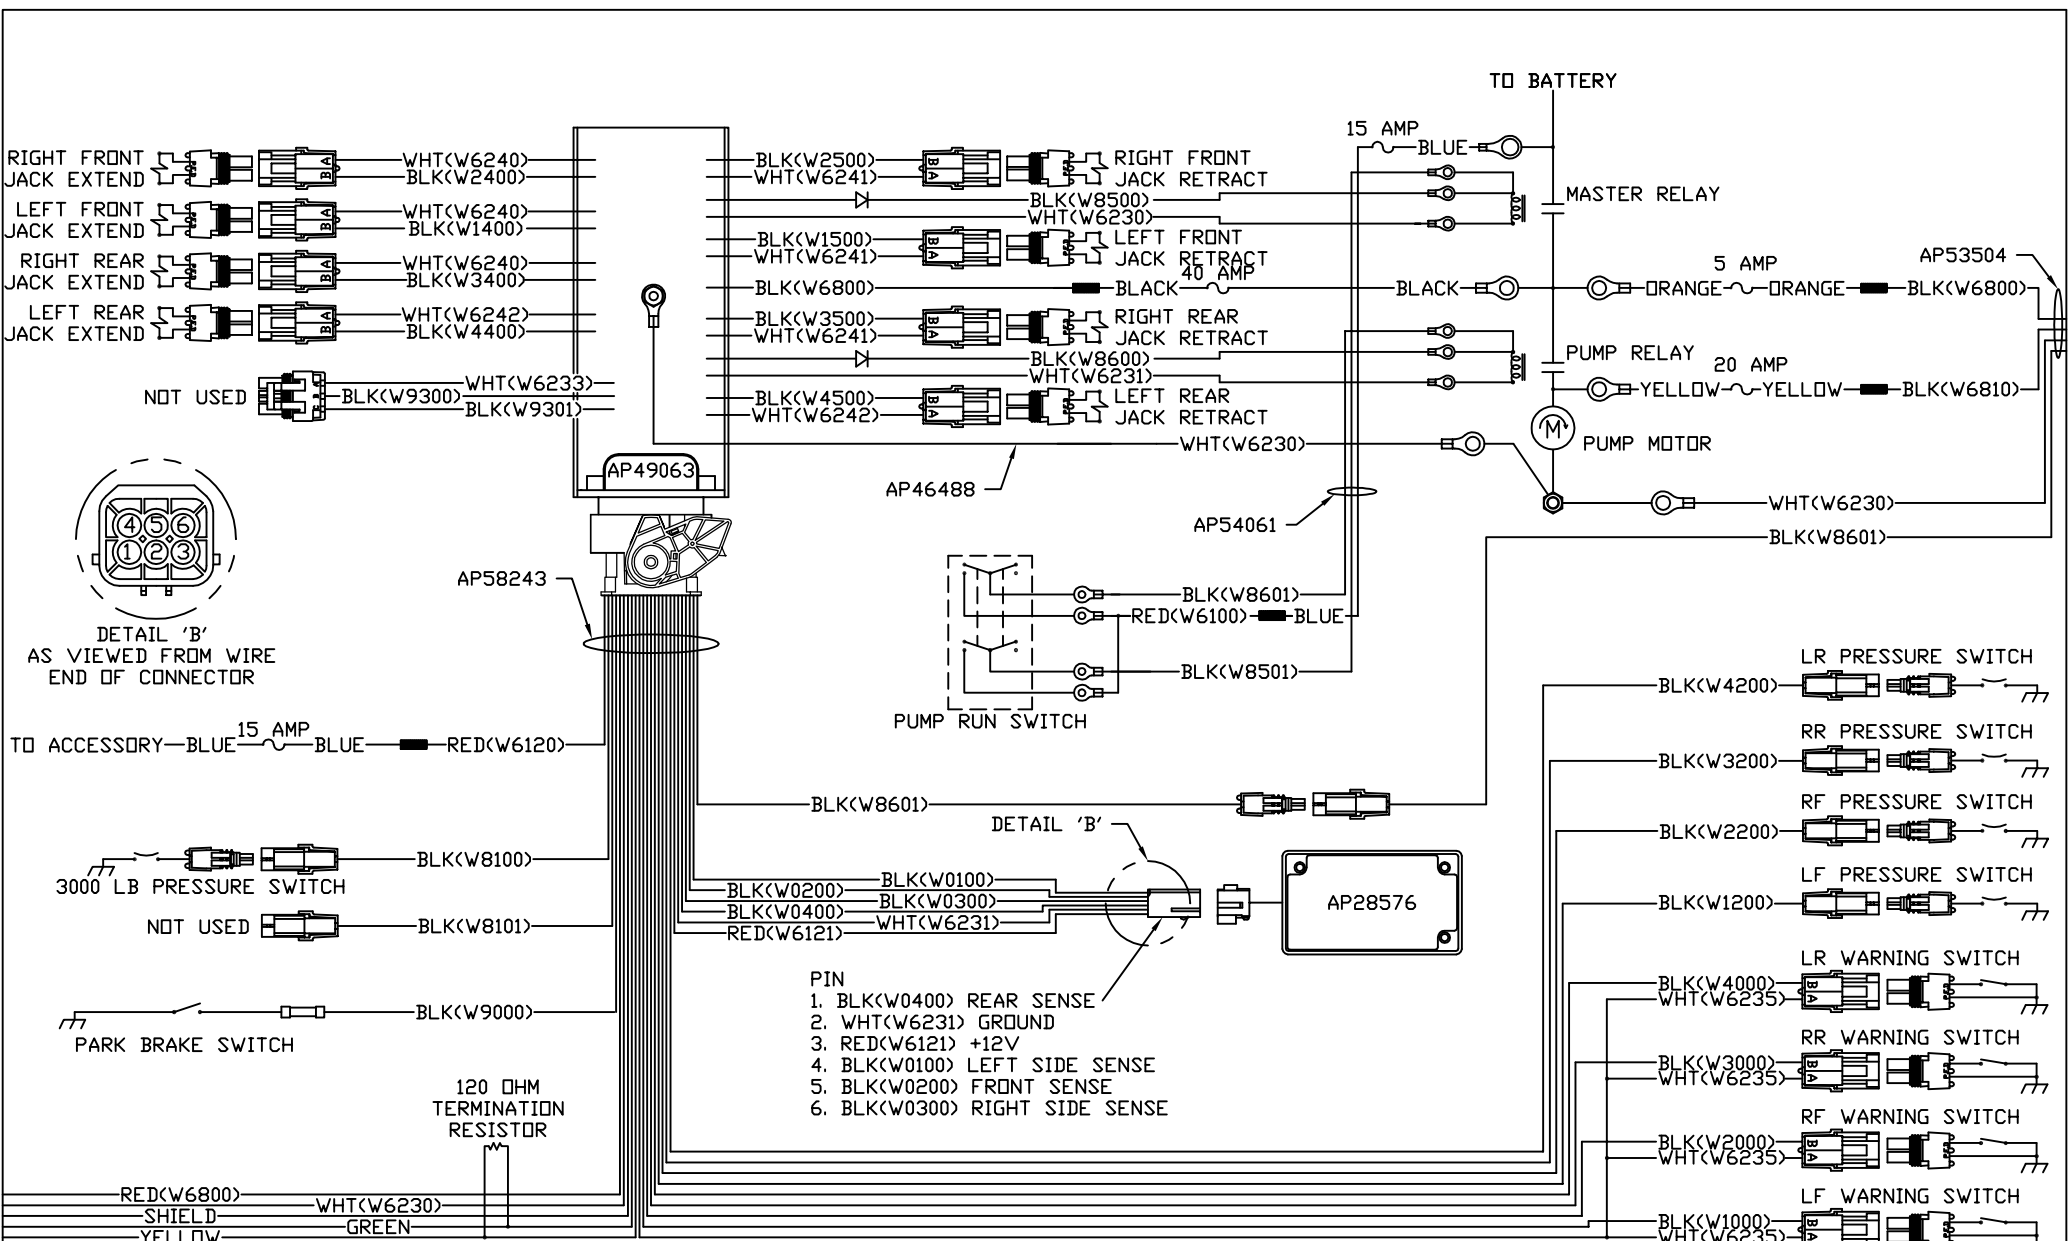 TO BATTERY
15 AMP
BLUE
MASTER RELAY
RIGHT FRONT
JACK EXTEND
WHT(W6240)
BLK(W2400)
LEFT FRONT
JACK EXTEND
WHT(W6240)
BLK(W1400)
RIGHT REAR
JACK EXTEND
WHT(W6240)
BLK(W3400)
LEFT REAR
JACK EXTEND
WHT(W6242)
BLK(W4400)
NOT USED
WHT(W6233)
BLK(W9300)
BLK(W9301)
A
B
A
B
A
B
A
B
BLK(W2500)
WHT(W6241)
B
A
RIGHT FRONT
JACK RETRACT
BLK(W8500)
WHT(W6230)
BLK(W1500)
WHT(W6241)
B
A
LEFT FRONT
JACK RETRACT
40 AMP
BLK(W6800)
BLACK
BLACK
BLK(W3500)
WHT(W6241)
B
A
RIGHT REAR
JACK RETRACT
BLK(W8600)
WHT(W6231)
BLK(W4500)
WHT(W6242)
B
A
LEFT REAR
JACK RETRACT
WHT(W6230)
5 AMP
ORANGE
ORANGE
BLK(W6800)
AP53504
PUMP RELAY
20 AMP
YELLOW
YELLOW
BLK(W6810)
M
PUMP MOTOR
WHT(W6230)
BLK(W8601)
AP49063
AP46488
AP54061
AP58243
4 5 6
1 2 3
DETAIL 'B'
AS VIEWED FROM WIRE
END OF CONNECTOR
BLK(W8601)
RED(W6100)
BLUE
BLK(W8501)
PUMP RUN SWITCH
TO ACCESSORY
BLUE
15 AMP
BLUE
RED(W6120)
BLK(W8601)
BLK(W8100)
3000 LB PRESSURE SWITCH
NOT USED
BLK(W8101)
BLK(W9000)
PARK BRAKE SWITCH
DETAIL 'B'
BLK(W0100)
BLK(W0200)
BLK(W0300)
BLK(W0400)
WHT(W6231)
RED(W6121)
AP28576
PIN
1. BLK(W0400) REAR SENSE
2. WHT(W6231) GROUND
3. RED(W6121) +12V
4. BLK(W0100) LEFT SIDE SENSE
5. BLK(W0200) FRONT SENSE
6. BLK(W0300) RIGHT SIDE SENSE
120 OHM
TERMINATION
RESISTOR
RED(W6800)
WHT(W6230)
SHIELD
GREEN
YELLOW
LR PRESSURE SWITCH
BLK(W4200)
RR PRESSURE SWITCH
BLK(W3200)
RF PRESSURE SWITCH
BLK(W2200)
LF PRESSURE SWITCH
BLK(W1200)
LR WARNING SWITCH
BLK(W4000)
WHT(W6235)
B
A
RR WARNING SWITCH
BLK(W3000)
WHT(W6235)
B
A
RF WARNING SWITCH
BLK(W2000)
WHT(W6235)
B
A
LF WARNING SWITCH
BLK(W1000)
WHT(W6235)
B
A